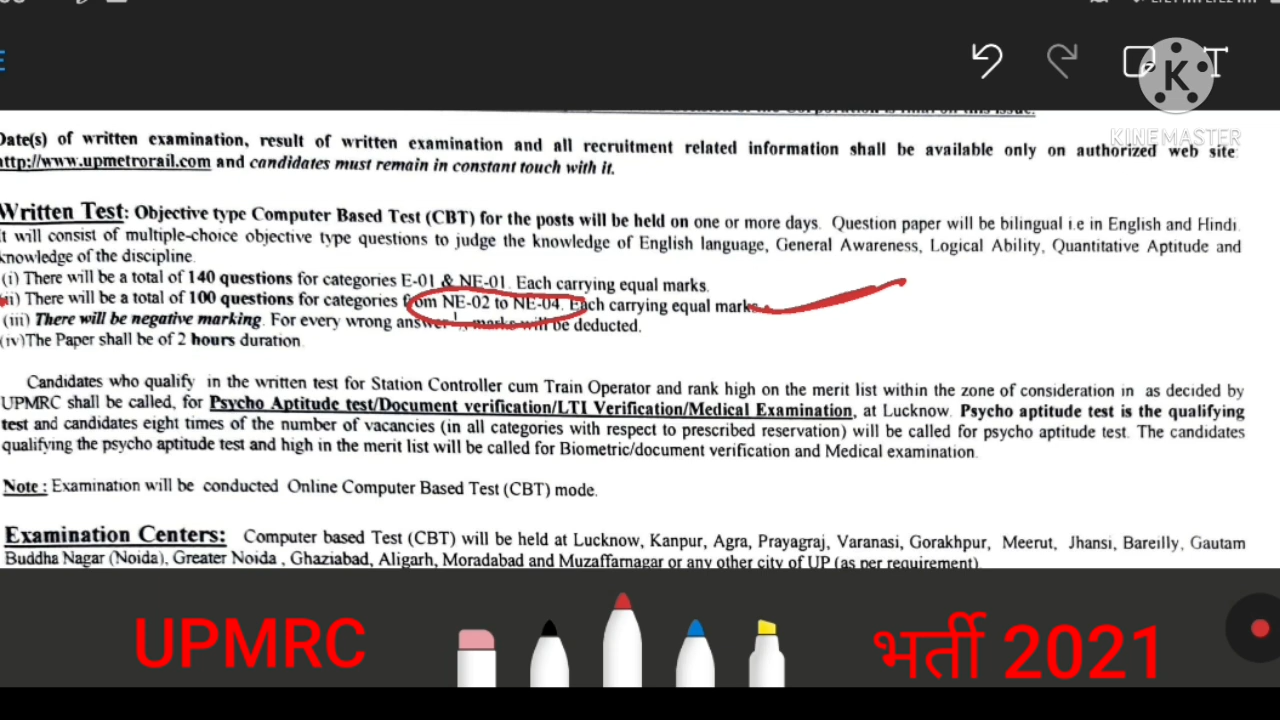 KINEMASTER
Date(s) of written examination, result of written examination and all recruitment related information shall be available only on authorized web site:
http://www.upmetrorail.com and candidates must remain in constant touch with it.
Written Test: Objective type Computer Based Test (CBT) for the posts will be held on one or more days. Question paper will be bilingual i.e in English and Hindi.
It will consist of multiple-choice objective type questions to judge the knowledge of English language, General Awareness, Logical Ability, Quantitative Aptitude and
knowledge of the discipline.
(i) There will be a total of 140 questions for categories E-01 & NE-01. Each carrying equal marks.
(ii) There will be a total of 100 questions for categories from NE-02 to NE-04. Each carrying equal marks.
(iii) There will be negative marking. For every wrong answer marks will be deducted.
(iv)The Paper shall be of 2 hours duration.
Candidates who qualify in the written test for Station Controller cum Train Operator and rank high on the merit list within the zone of consideration in as decided by
UPMRC shall be called, for Psycho Aptitude test/Document verification/LTI Verification/Medical Examination, at Lucknow. Psycho aptitude test is the qualifying
test and candidates eight times of the number of vacancies (in all categories with respect to prescribed reservation) will be called for psycho aptitude test. The candidates
qualifying the psycho aptitude test and high in the merit list will be called for Biometric/document verification and Medical examination.
Note : Examination will be conducted Online Computer Based Test (CBT) mode.
Examination Centers: Computer based Test (CBT) will be held at Lucknow, Kanpur, Agra, Prayagraj, Varanasi, Gorakhpur, Meerut, Jhansi, Bareilly, Gautam
Buddha Nagar (Noida), Greater Noida , Ghaziabad, Aligarh, Moradabad and Muzaffarnagar or any other city of UP (as per requirement).
UPMRC भर्ती 2021